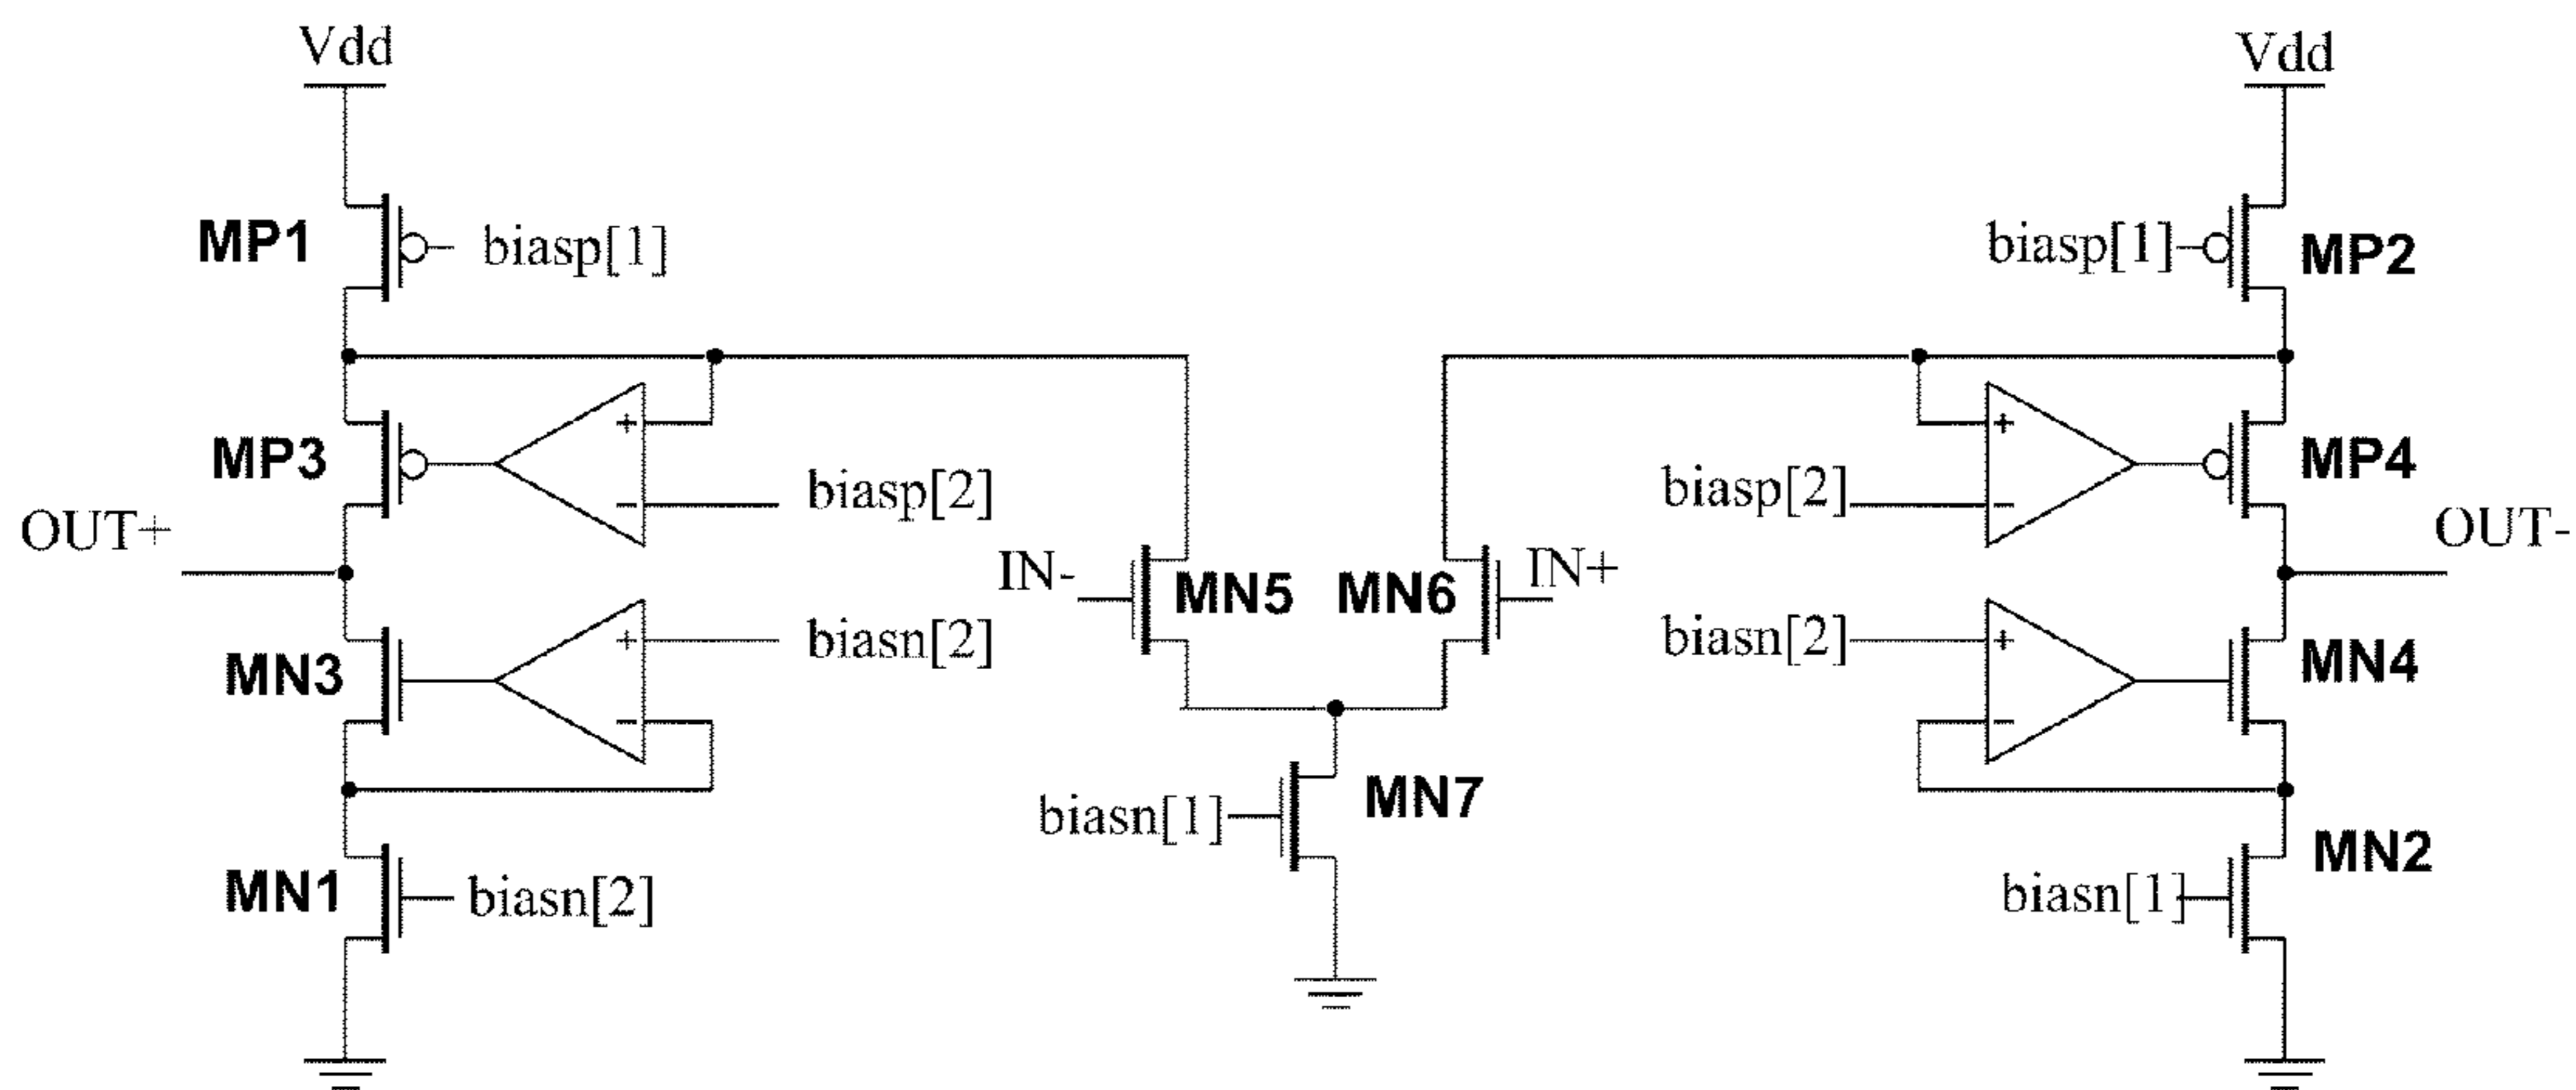 Vdd Vdd
MP1 biasp[1] biasp[1] MP2
MP3 + + MP4
biasp[2] biasp[2]
− −
OUT+ OUT-
IN- MN5 MN6 IN+
MN3 + biasn[2] biasn[2] + MN4
− −
biasn[1] MN7
MN1 biasn[2] biasn[1] MN2